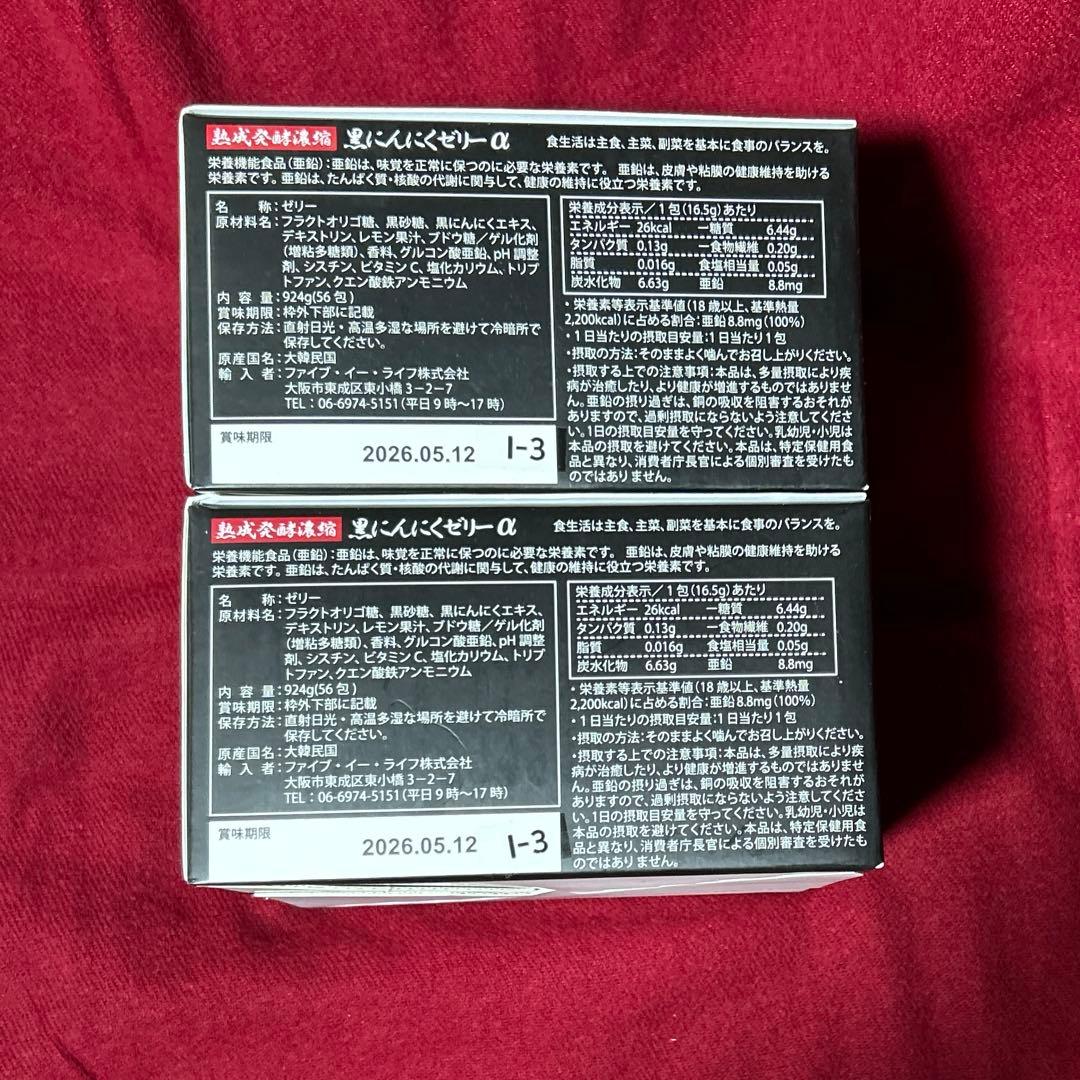 熟成発酵濃縮 黒にんにくゼリーα 食生活は主食、主菜、副菜を基本に食事のバランスを。
栄養機能食品(亜鉛):亜鉛は、味覚を正常に保つのに必要な栄養素です。 亜鉛は、皮膚や粘膜の健康維持を助ける
栄養素です。亜鉛は、たんぱく質・核酸の代謝に関与して、健康の維持に役立つ栄養素です。
名 称:ゼリー
原材料名:フラクトオリゴ糖、黒砂糖、黒にんにくエキス、
デキストリン、レモン果汁、ブドウ糖/ゲル化剤
(増粘多糖類)、香料、グルコン酸亜鉛、pH調整
剤、シスチン、ビタミンC、塩化カリウム、トリプ
トファン、クエン酸鉄アンモニウム
内 容 量:924g(56包)
賞味期限:枠外下部に記載
保存方法:直射日光・高温多湿な場所を避けて冷暗所で
保存してください。
原産国名:大韓民国
輸 入 者:ファイブ・イー・ライフ株式会社
大阪市東成区東小橋3-2-7
TEL:06-6974-5151(平日9時〜17時)
賞味期限
2026.05.12 1-3
栄養成分表示/1包(16.5g)あたり
エネルギー 26kcal ー糖質 6.44g
タンパク質 0.13g ー食物繊維 0.20g
脂質 0.016g 食塩相当量 0.05g
炭水化物 6.63g 亜鉛 8.8mg
・栄養素等表示基準値(18歳以上、基準熱量
2,200kcal)に占める割合:亜鉛8.8mg(100%)
・1日当たりの摂取目安量:1日当たり1包
・摂取の方法:そのままよく噛んでお召し上がりください。
・摂取する上での注意事項:本品は、多量摂取により疾
病が治癒したり、より健康が増進するものではありませ
ん。亜鉛の摂り過ぎは、銅の吸収を阻害するおそれが
ありますので、過剰摂取にならないよう注意してくださ
い。1日の摂取目安量を守ってください。乳幼児・小児は
本品の摂取を避けてください。本品は、特定保健用食
品と異なり、消費者庁長官による個別審査を受けたも
のではありません。
熟成発酵濃縮 黒にんにくゼリーα 食生活は主食、主菜、副菜を基本に食事のバランスを。
栄養機能食品(亜鉛):亜鉛は、味覚を正常に保つのに必要な栄養素です。 亜鉛は、皮膚や粘膜の健康維持を助ける
栄養素です。亜鉛は、たんぱく質・核酸の代謝に関与して、健康の維持に役立つ栄養素です。
名 称:ゼリー
原材料名:フラクトオリゴ糖、黒砂糖、黒にんにくエキス、
デキストリン、レモン果汁、ブドウ糖/ゲル化剤
(増粘多糖類)、香料、グルコン酸亜鉛、pH調整
剤、シスチン、ビタミンC、塩化カリウム、トリプ
トファン、クエン酸鉄アンモニウム
内 容 量:924g(56包)
賞味期限:枠外下部に記載
保存方法:直射日光・高温多湿な場所を避けて冷暗所で
保存してください。
原産国名:大韓民国
輸 入 者:ファイブ・イー・ライフ株式会社
大阪市東成区東小橋3-2-7
TEL:06-6974-5151(平日9時〜17時)
賞味期限
2026.05.12 1-3
栄養成分表示/1包(16.5g)あたり
エネルギー 26kcal ー糖質 6.44g
タンパク質 0.13g ー食物繊維 0.20g
脂質 0.016g 食塩相当量 0.05g
炭水化物 6.63g 亜鉛 8.8mg
・栄養素等表示基準値(18歳以上、基準熱量
2,200kcal)に占める割合:亜鉛8.8mg(100%)
・1日当たりの摂取目安量:1日当たり1包
・摂取の方法:そのままよく噛んでお召し上がりください。
・摂取する上での注意事項:本品は、多量摂取により疾
病が治癒したり、より健康が増進するものではありませ
ん。亜鉛の摂り過ぎは、銅の吸収を阻害するおそれが
ありますので、過剰摂取にならないよう注意してくださ
い。1日の摂取目安量を守ってください。乳幼児・小児は
本品の摂取を避けてください。本品は、特定保健用食
品と異なり、消費者庁長官による個別審査を受けたも
のではありません。